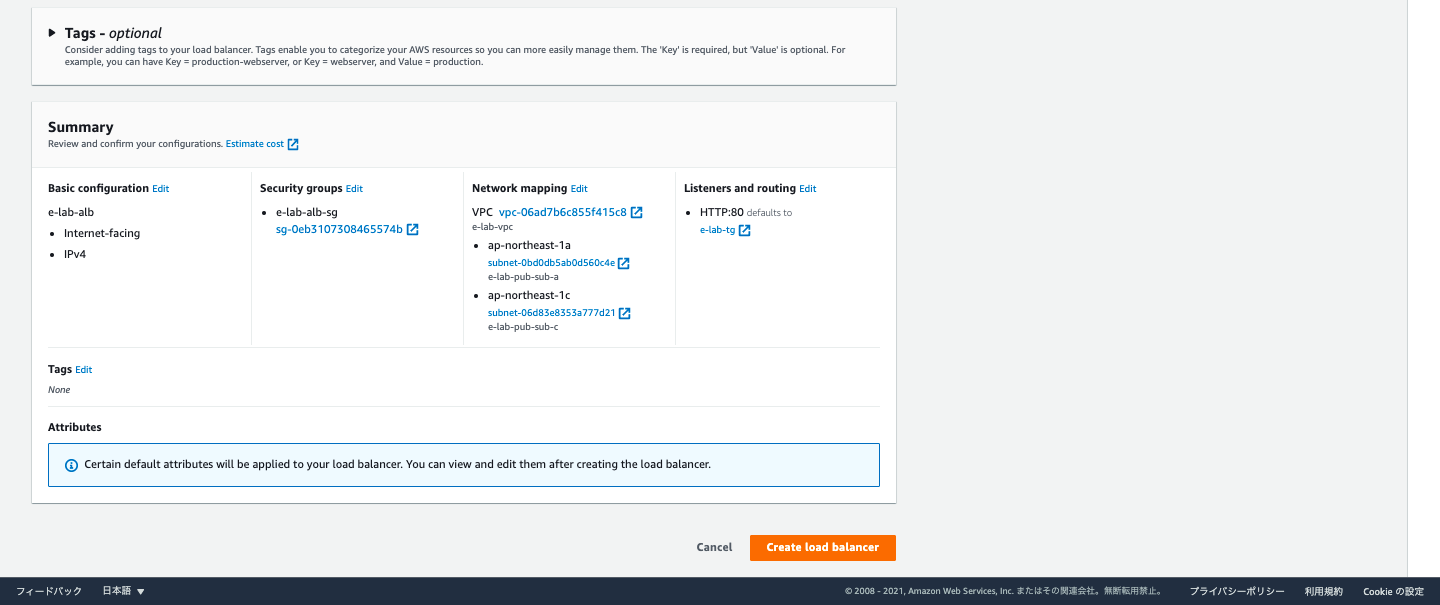 Tags - optional
Consider adding tags to your load balancer. Tags enable you to categorize your AWS resources so you can more easily manage them. The 'Key' is required, but 'Value' is optional. For
example, you can have Key = production-webserver, or Key = webserver, and Value = production.
Summary
Review and confirm your configurations. Estimate cost
Basic configuration Edit
e-lab-alb
Internet-facing
IPv4
Security groups Edit
e-lab-alb-sg
sg-0eb3107308465574b
Network mapping Edit
VPC vpc-06ad7b6c855f415c8
e-lab-vpc
ap-northeast-1a
subnet-0bd0db5ab0d560c4e
e-lab-pub-sub-a
ap-northeast-1c
subnet-06d83e8353a777d21
e-lab-pub-sub-c
Listeners and routing Edit
HTTP:80 defaults to
e-lab-tg
Tags Edit
None
Attributes
Certain default attributes will be applied to your load balancer. You can view and edit them after creating the load balancer.
Cancel Create load balancer
フィードバック 日本語 © 2008 - 2021, Amazon Web Services, Inc. またはその関連会社。無断転用禁止。 プライバシーポリシー 利用規約 Cookie の設定